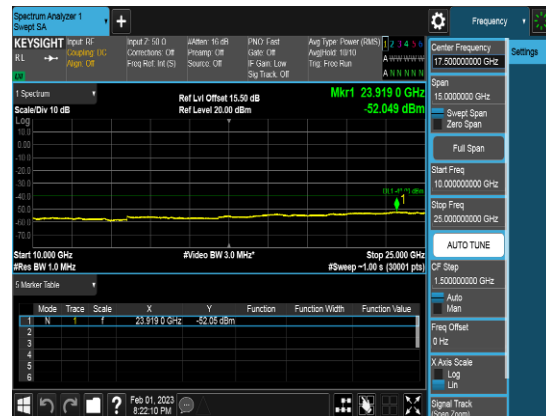 Spectrum Analyzer 1
Swept SA
Frequency
KEYSIGHT
RL
Input: RF
Coupling: DC
Align: Off
Input Z: 50 Ω
Corrections: Off
Freq Ref: Int (S)
#Atten: 16 dB
Preamp: Off
Source: Off
PNO: Fast
Gate: Off
IF Gain: Low
Sig Track: Off
Avg Type: Power (RMS)
Avg|Hold: 10/10
Trig: Free Run
1 2 3 4 5 6
A W W W W W
A N N N N N
1 Spectrum
Scale/Div 10 dB
Ref Lvl Offset 15.50 dB
Ref Level 20.00 dBm
Mkr1 23.919 0 GHz
-52.049 dBm
Log
10.0
0.00
-10.0
-20.0
-30.0
-40.0
-50.0
-60.0
-70.0
1
Start 10.000 GHz
#Res BW 1.0 MHz
#Video BW 3.0 MHz*
Stop 25.000 GHz
#Sweep ~1.00 s (30001 pts)
5 Marker Table
Mode Trace Scale X Y Function Function Width Function Value
1 N 1 f 23.919 0 GHz -52.05 dBm
2
3
4
5
6
Feb 01, 2023
8:22:10 PM
Center Frequency
17.500000000 GHz
Settings
Span
15.0000000 GHz
Swept Span
Zero Span
Full Span
Start Freq
10.000000000 GHz
Stop Freq
25.000000000 GHz
AUTO TUNE
CF Step
1.500000000 GHz
Auto
Man
Freq Offset
0 Hz
X Axis Scale
Log
Lin
Signal Track
(Span Zoom)